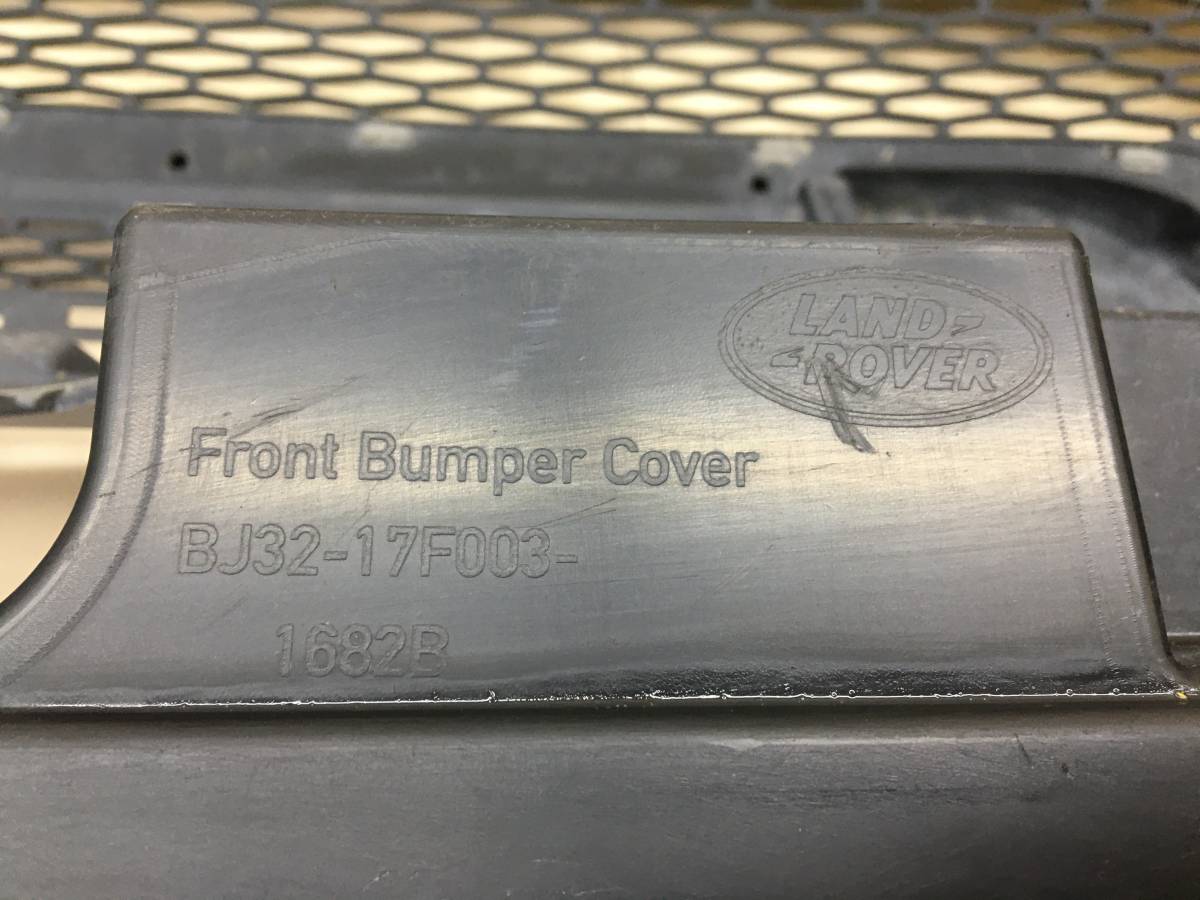 LAND
ROVER
Front Bumper Cover
BJ32-17F003-
1682B